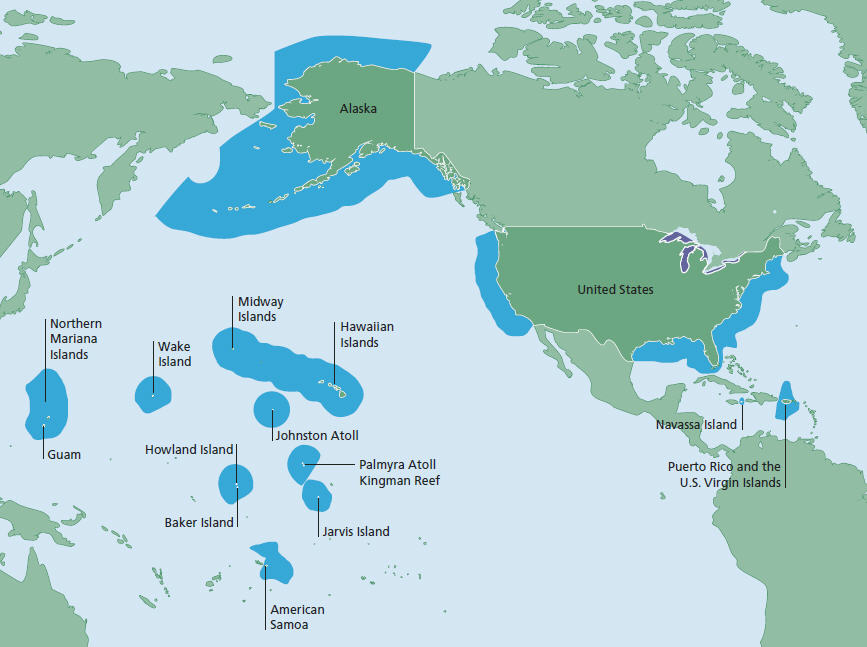 Alaska
United States
Midway
Islands
Northern
Mariana
Islands
Hawaiian
Islands
Wake
Island
Navassa Island
Johnston Atoll
Howland Island
Guam
Palmyra Atoll
Kingman Reef
Puerto Rico and the
U.S. Virgin Islands
Baker Island
Jarvis Island
American
Samoa